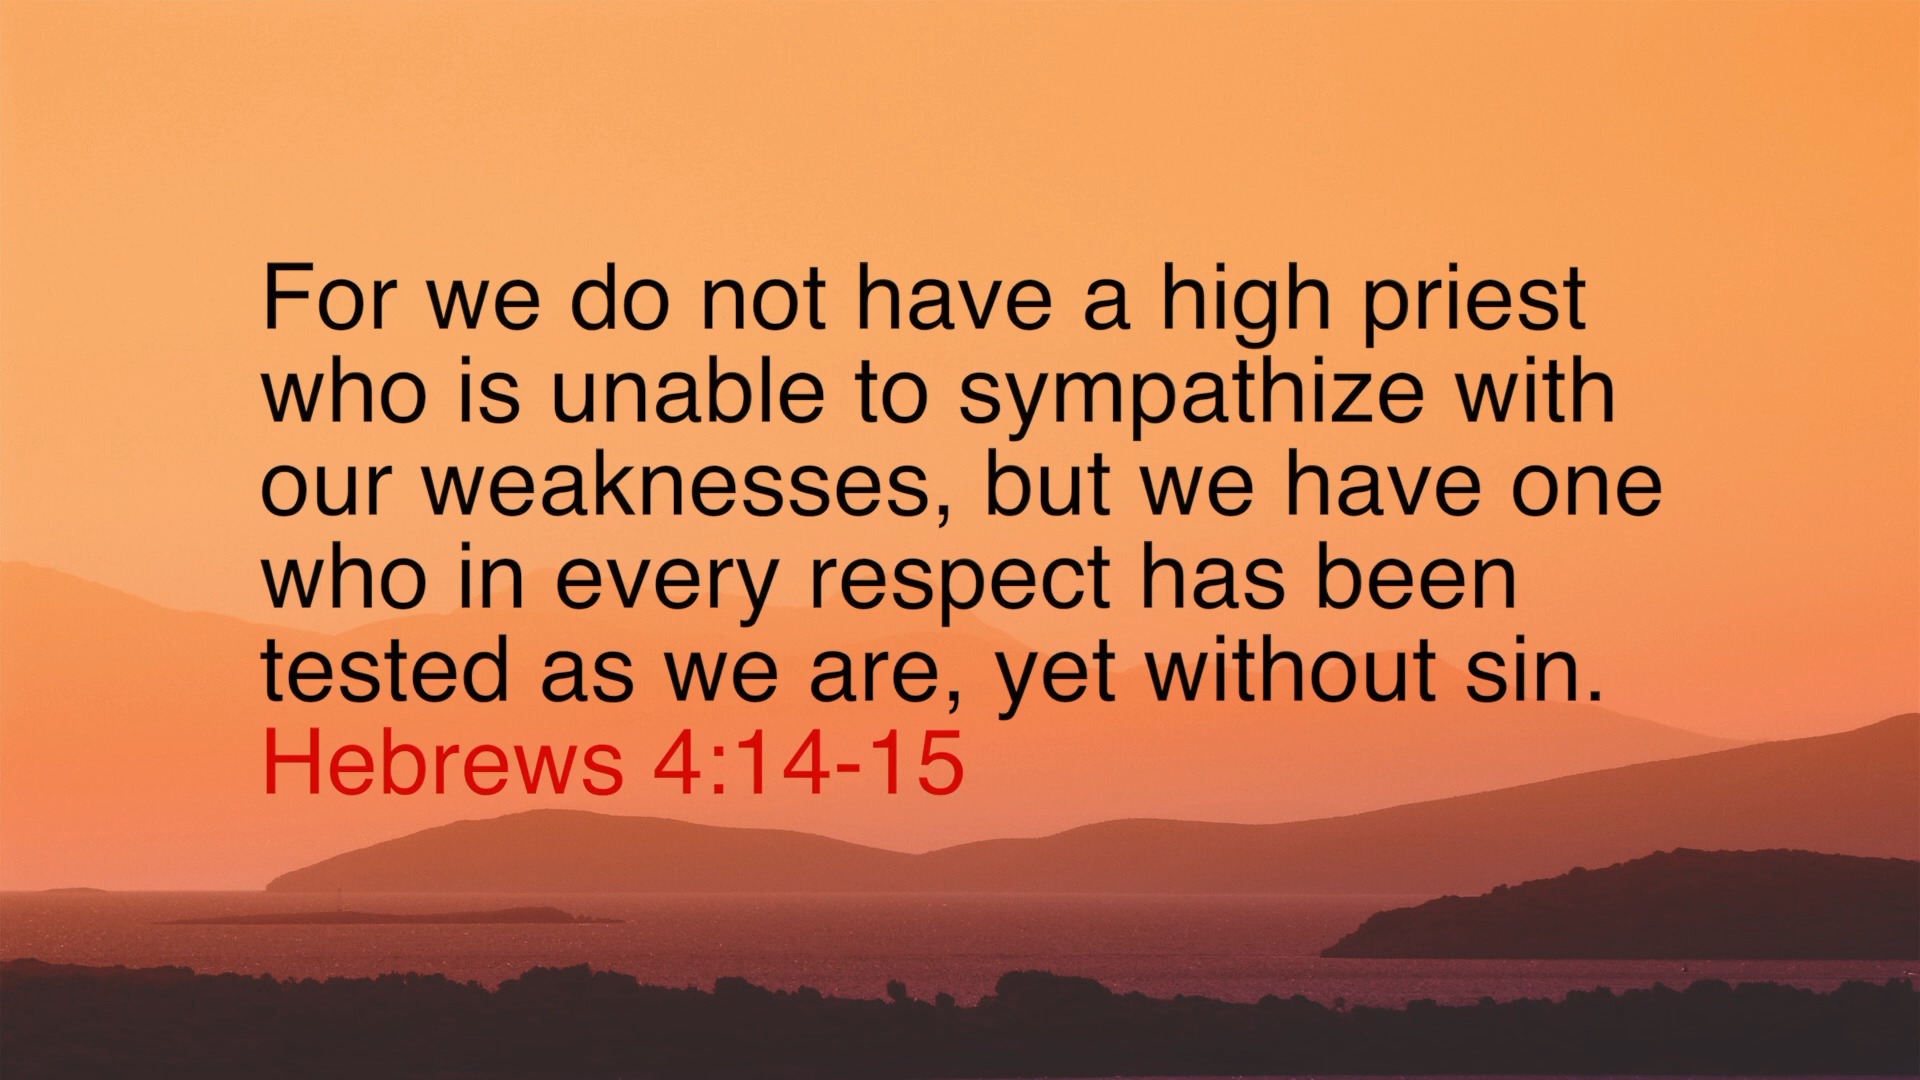 For we do not have a high priest
who is unable to sympathize with
our weaknesses, but we have one
who in every respect has been
tested as we are, yet without sin.
Hebrews 4:14-15